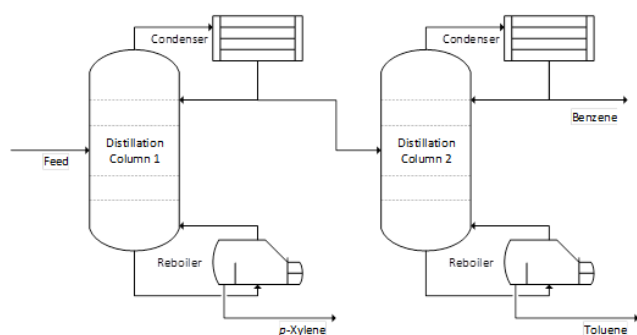 Condenser
Condenser
Benzene
Distillation
Column 1
Distillation
Column 2
Feed
Reboiler
Reboiler
p-Xylene
Toluene